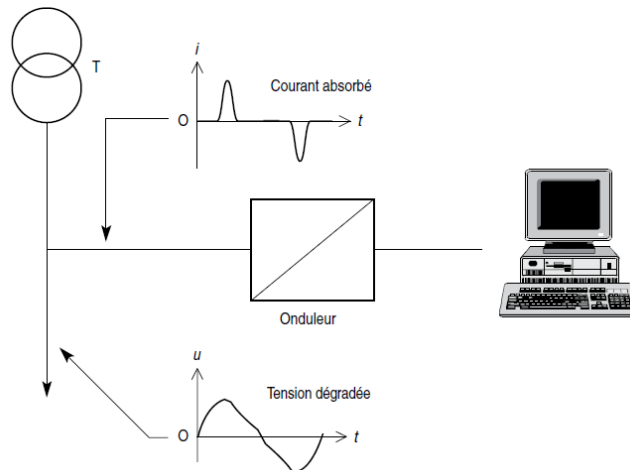 T
i
Courant absorbé
O
t
Onduleur
u
Tension dégradée
O
t